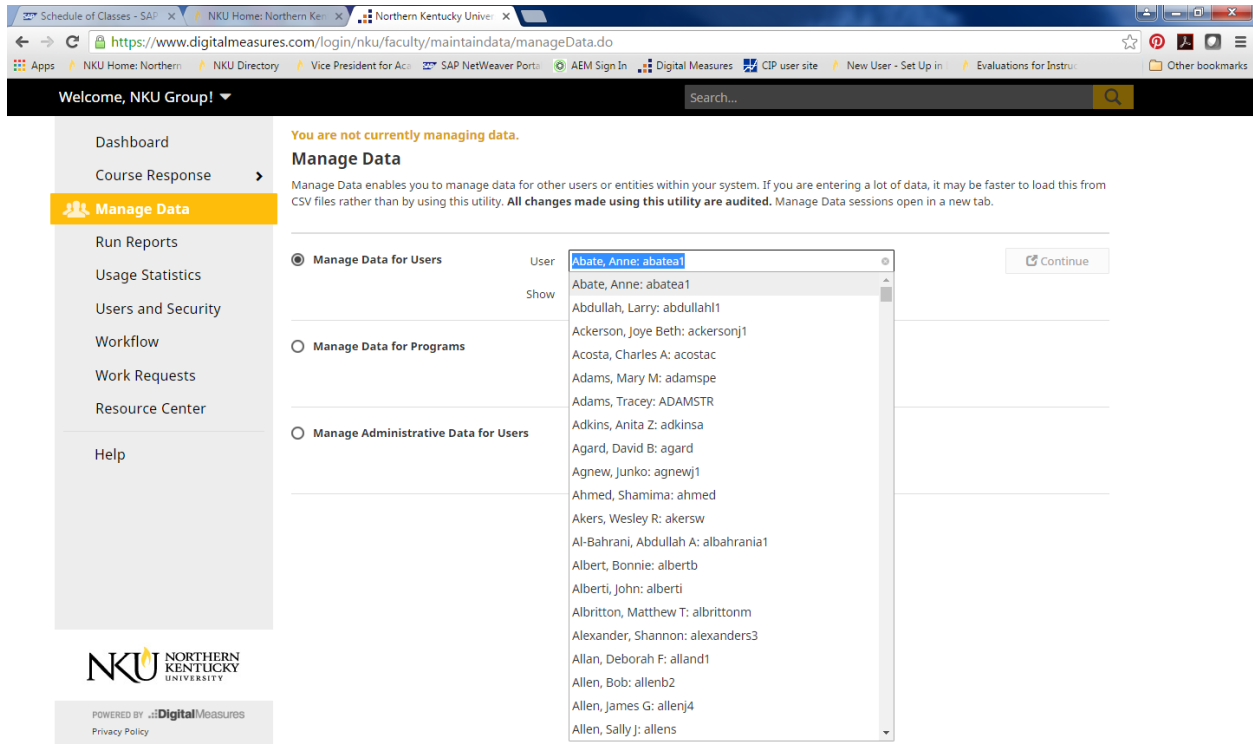 Schedule of Classes - SAP
NKU Home: Northern Ken
Northern Kentucky Univer
https://www.digitalmeasures.com/login/nku/faculty/maintaindata/manageData.do
Apps
NKU Home: Northern
NKU Directory
Vice President for Aca
SAP NetWeaver Porta
AEM Sign In
Digital Measures
CIP user site
New User - Set Up in
Evaluations for Instruc
Other bookmarks
Welcome, NKU Group!
Search...
Dashboard
Course Response
Manage Data
Run Reports
Usage Statistics
Users and Security
Workflow
Work Requests
Resource Center
Help
NKU NORTHERN
KENTUCKY
UNIVERSITY
POWERED BY DigitalMeasures
Privacy Policy
You are not currently managing data.
Manage Data
Manage Data enables you to manage data for other users or entities within your system. If you are entering a lot of data, it may be faster to load this from
CSV files rather than by using this utility. All changes made using this utility are audited. Manage Data sessions open in a new tab.
Manage Data for Users
User
Abate, Anne: abatea1
Continue
Show
Abate, Anne: abatea1
Abdullah, Larry: abdullahl1
Ackerson, Joye Beth: ackersonj1
Acosta, Charles A: acostac
Adams, Mary M: adamspe
Adams, Tracey: ADAMSTR
Adkins, Anita Z: adkinsa
Agard, David B: agard
Agnew, Junko: agnewj1
Ahmed, Shamima: ahmed
Akers, Wesley R: akersw
Al-Bahrani, Abdullah A: albahrania1
Albert, Bonnie: albertb
Alberti, John: alberti
Albritton, Matthew T: albrittonm
Alexander, Shannon: alexanders3
Allan, Deborah F: alland1
Allen, Bob: allenb2
Allen, James G: allenj4
Allen, Sally J: allens
Manage Data for Programs
Manage Administrative Data for Users